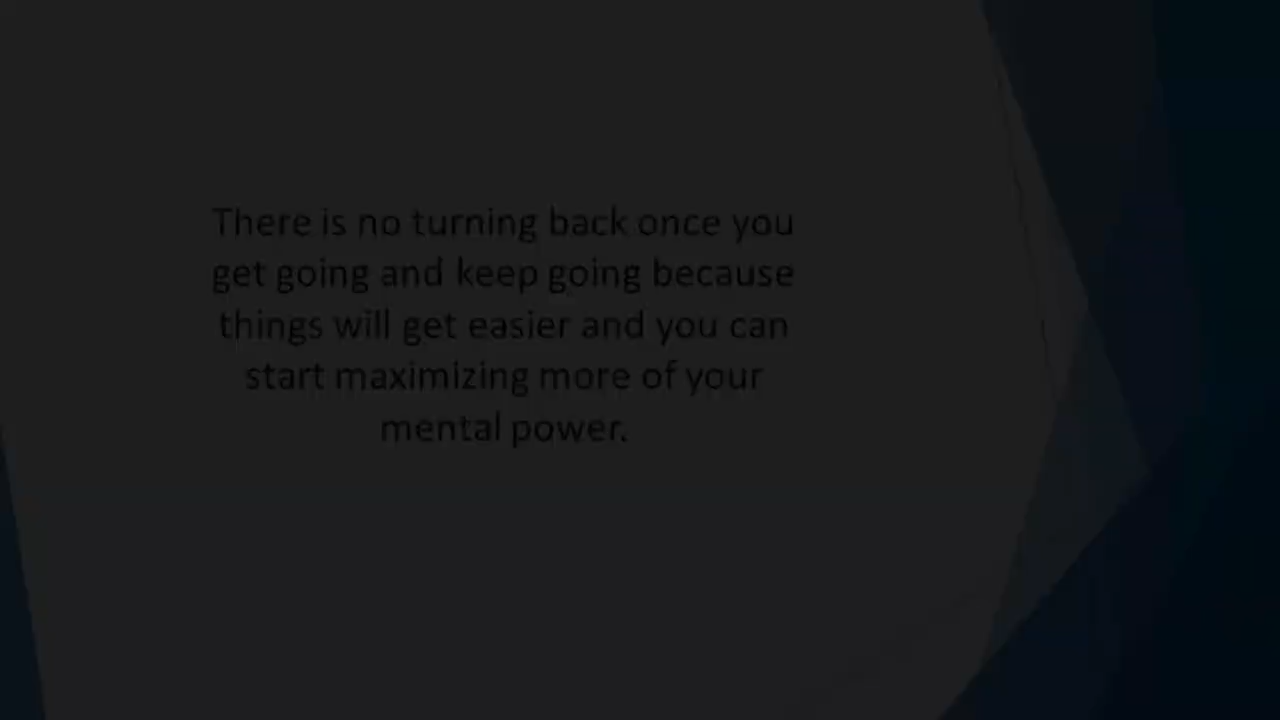 There is no turning back once you
get going and keep going because
things will get easier and you can
start maximizing more of your
mental power.